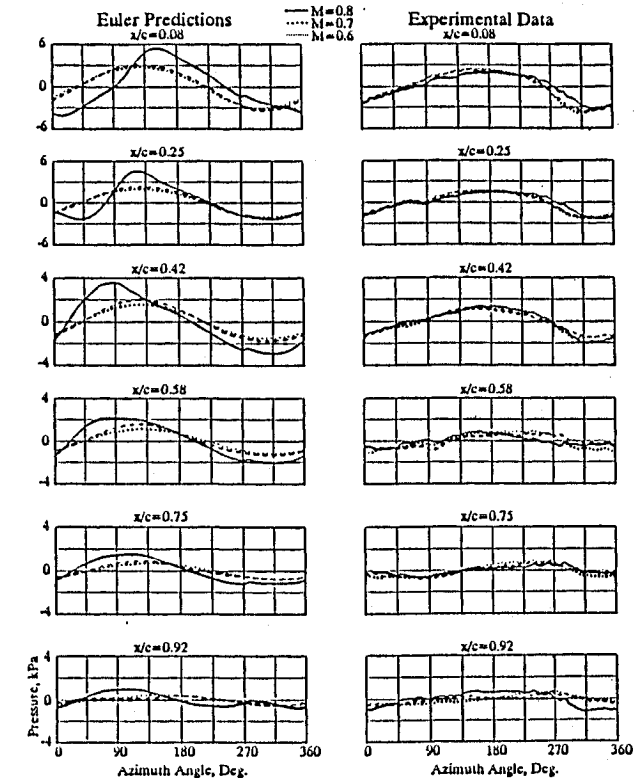 Euler Predictions
M=0.8
M=0.7
M=0.6
Experimental Data
x/c=0.08
x/c=0.08
6
0
-6
x/c=0.25
x/c=0.25
6
0
-6
x/c=0.42
x/c=0.42
4
0
-4
x/c=0.58
x/c=0.58
4
0
-4
x/c=0.75
x/c=0.75
4
0
-4
x/c=0.92
x/c=0.92
4
0
-4
Pressure, kPa
0 90 180 270 360
0 90 180 270 360
Azimuth Angle, Deg.
Azimuth Angle, Deg.